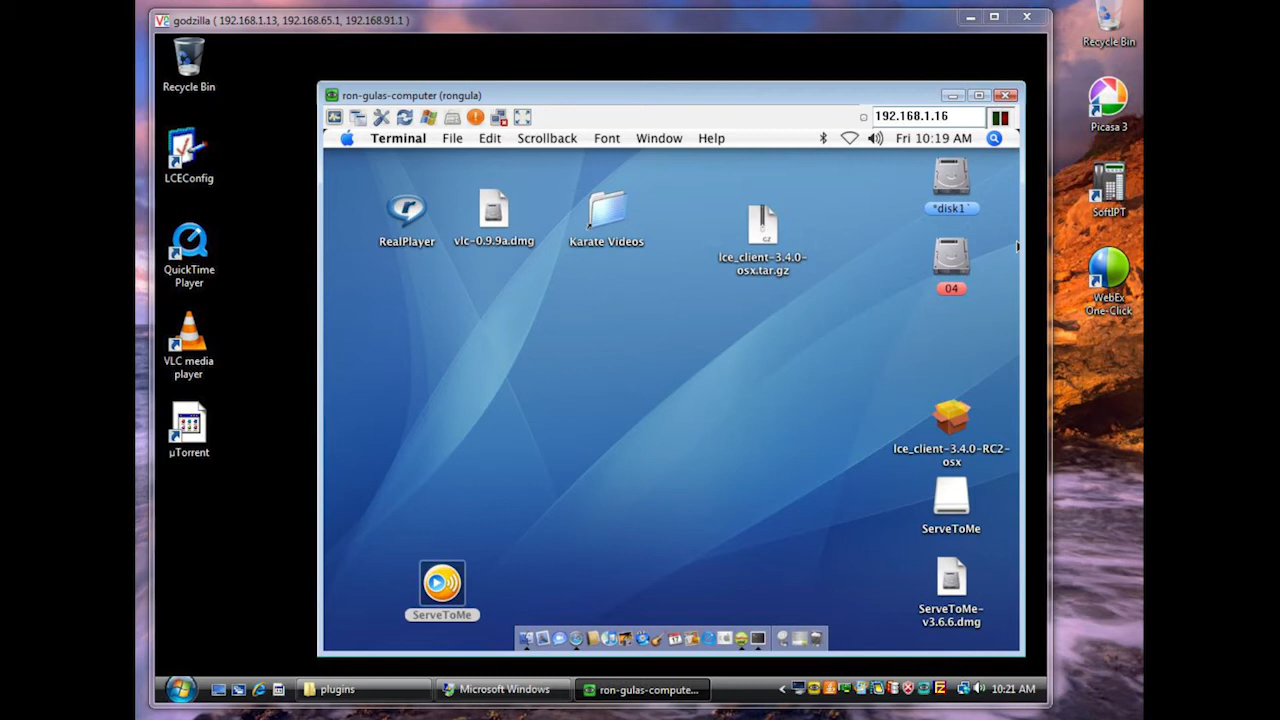 godzilla ( 192.168.1.13, 192.168.65.1, 192.168.91.1 )
Recycle Bin
Recycle Bin
ron-gulas-computer (rongula)
192.168.1.16
Terminal File Edit Scrollback Font Window Help Fri 10:19 AM
Picasa 3
LCEConfig
*disk1`
SoftIPT
RealPlayer
vlc-0.9.9a.dmg
Karate Videos
lce_client-3.4.0-
osx.tar.gz
GZ
QuickTime
Player
04
WebEx
One-Click
VLC media
player
µTorrent
lce_client-3.4.0-RC2-
osx
ServeToMe
ServeToMe
ServeToMe-
v3.6.6.dmg
plugins
Microsoft Windows
ron-gulas-compute...
10:21 AM